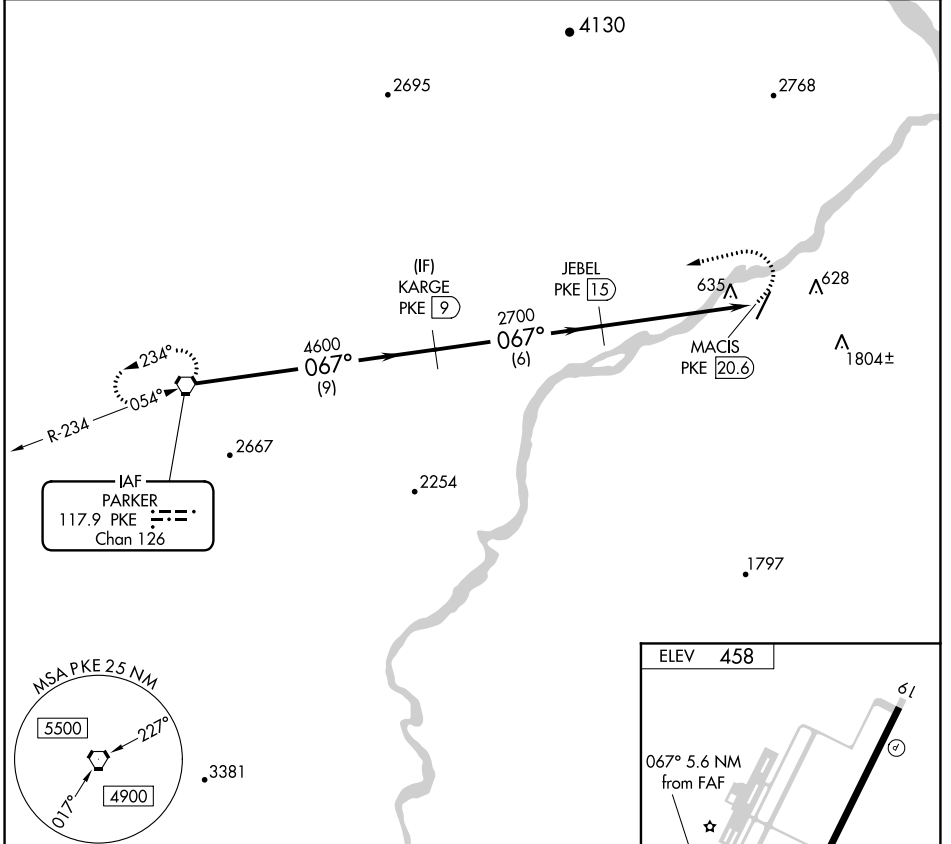 4130
2695
2768
(IF)
KARGE
PKE 9
JEBEL
PKE 15
635
628
4600
067°
(9)
2700
067°
(6)
MACIS
PKE 20.6
1804±
234°
054°
R-234
2667
2254
IAF
PARKER
117.9 PKE
Chan 126
1797
MSA PKE 25 NM
5500
227°
4900
017°
3381
ELEV 458
19
067° 5.6 NM
from FAF
P